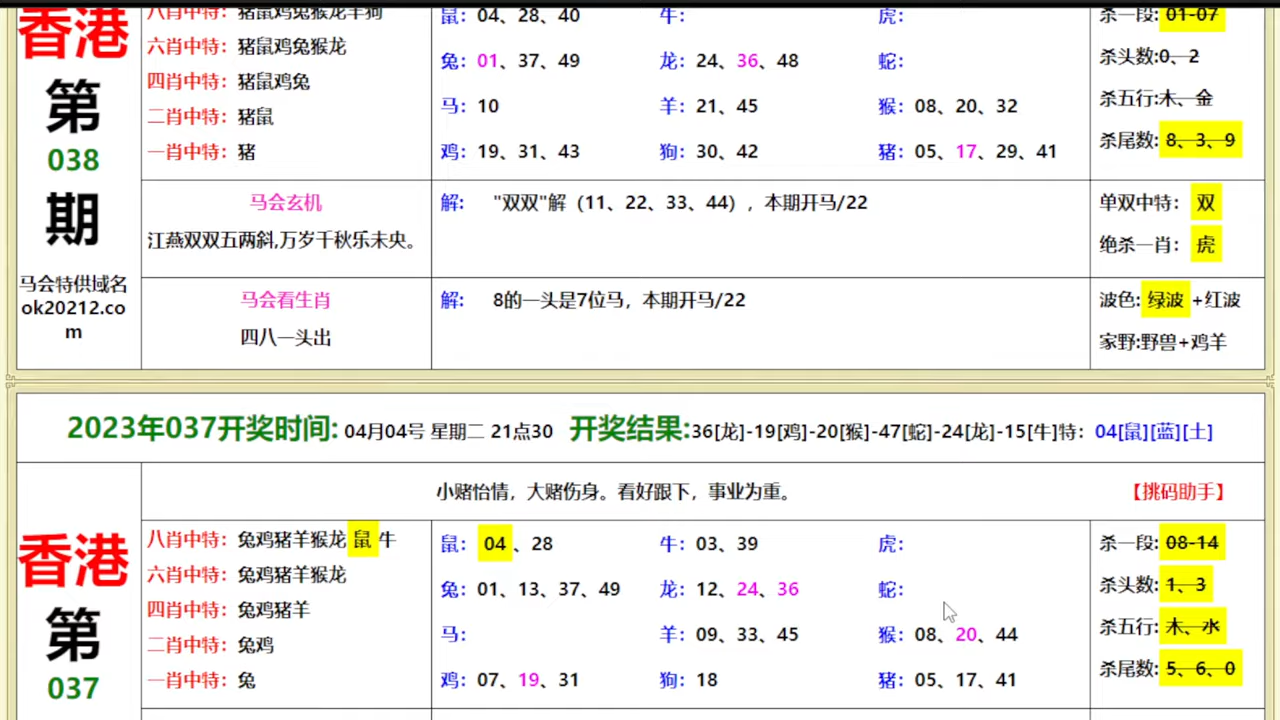 香港
第
038
期
马会特供域名
ok20212.co
m
八肖中特：猪鼠鸡兔猴龙羊狗
六肖中特：猪鼠鸡兔猴龙
四肖中特：猪鼠鸡兔
二肖中特：猪鼠
一肖中特：猪
鼠：04、28、40 牛： 虎：
兔：01、37、49 龙：24、36、48 蛇：
马：10 羊：21、45 猴：08、20、32
鸡：19、31、43 狗：30、42 猪：05、17、29、41
杀一段:01-07
杀头数:0、2
杀五行:木、金
杀尾数:8、3、9
马会玄机
江燕双双五两斜,万岁千秋乐未央。
解: "双双"解（11、22、33、44），本期开马/22
单双中特：双
绝杀一肖：虎
马会看生肖
四八一头出
解: 8的一头是7位马，本期开马/22
波色:绿波+红波
家野:野兽+鸡羊
2023年037开奖时间: 04月04号 星期二 21点30 开奖结果:36[龙]-19[鸡]-20[猴]-47[蛇]-24[龙]-15[牛]特：04[鼠][蓝][土]
小赌怡情，大赌伤身。看好跟下，事业为重。 【挑码助手】
香港
第
037
八肖中特：兔鸡猪羊猴龙鼠牛
六肖中特：兔鸡猪羊猴龙
四肖中特：兔鸡猪羊
二肖中特：兔鸡
一肖中特：兔
鼠：04、28 牛：03、39 虎：
兔：01、13、37、49 龙：12、24、36 蛇：
马： 羊：09、33、45 猴：08、20、44
鸡：07、19、31 狗：18 猪：05、17、41
杀一段:08-14
杀头数:1、3
杀五行:木、水
杀尾数:5、6、0